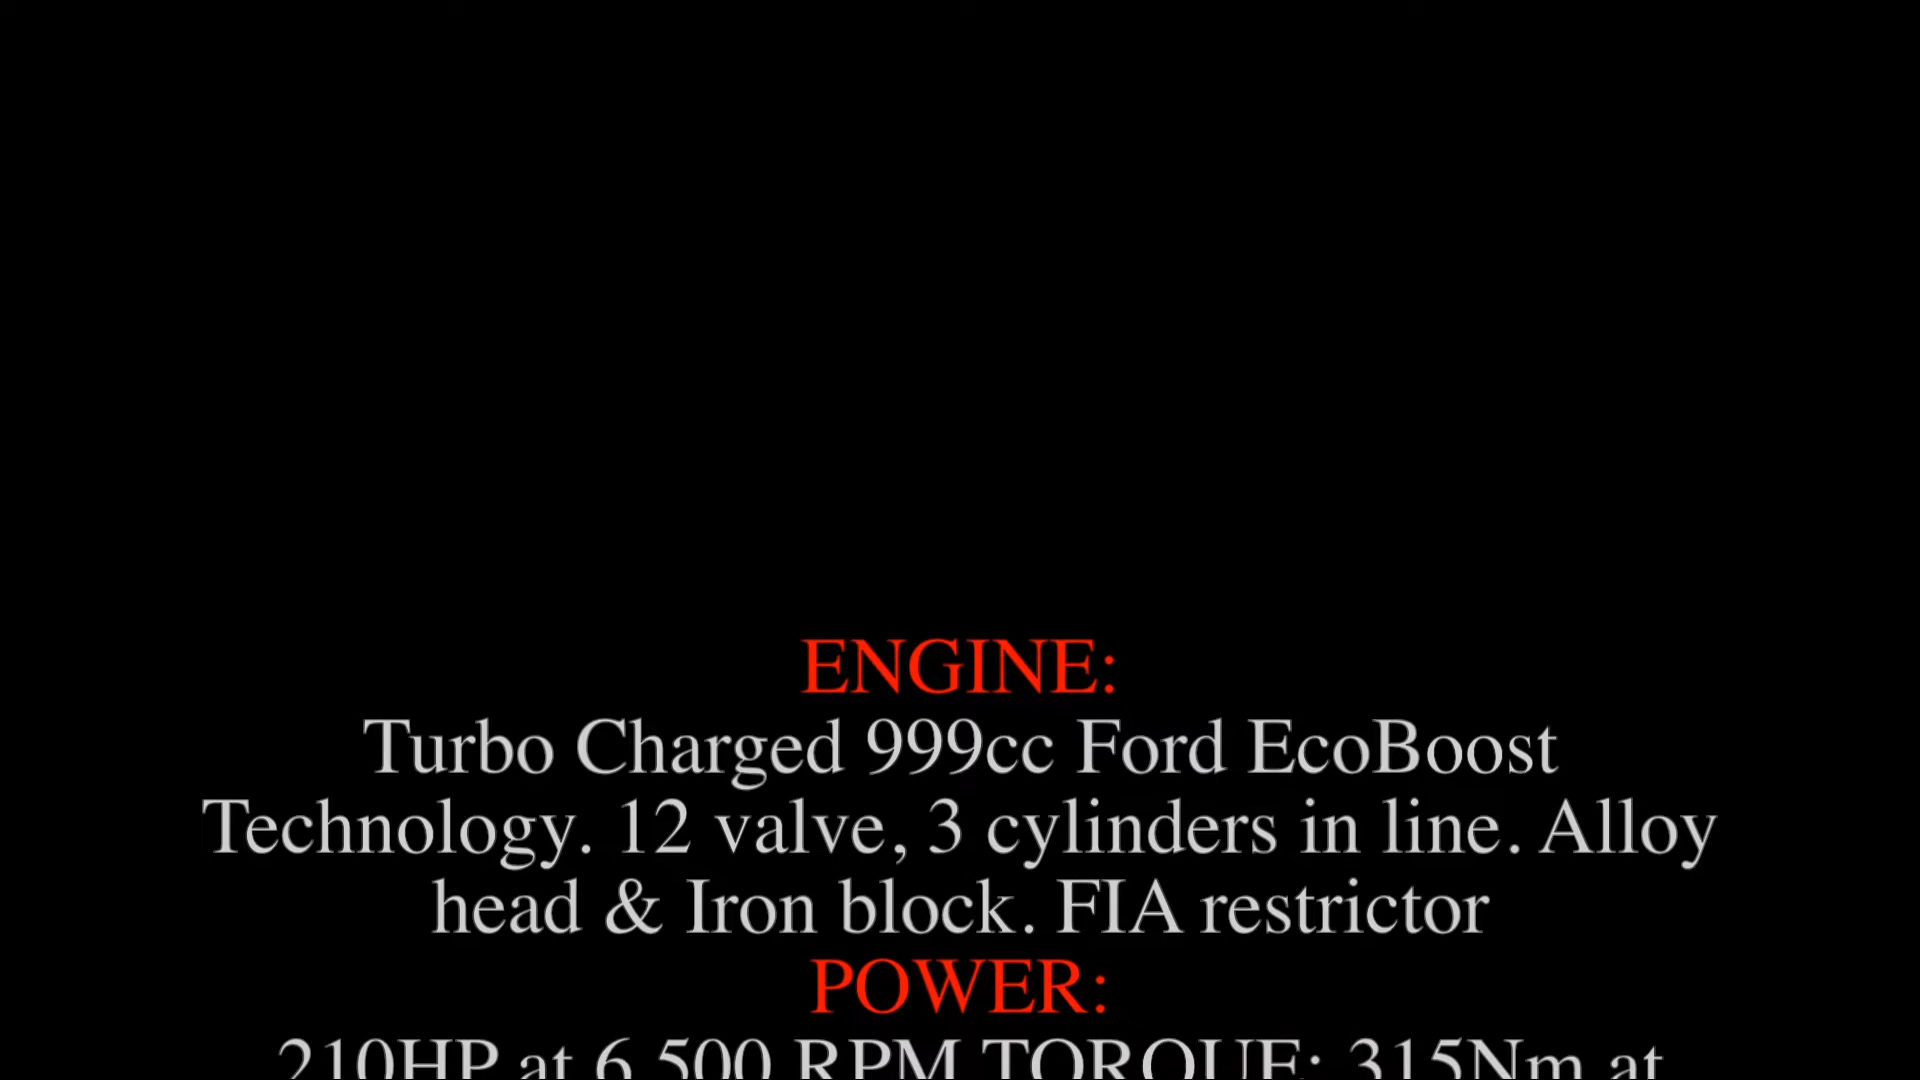 ENGINE:
Turbo Charged 999cc Ford EcoBoost
Technology. 12 valve, 3 cylinders in line. Alloy
head & Iron block. FIA restrictor
POWER:
210HP at 6,500 RPM TORQUE: 315Nm at